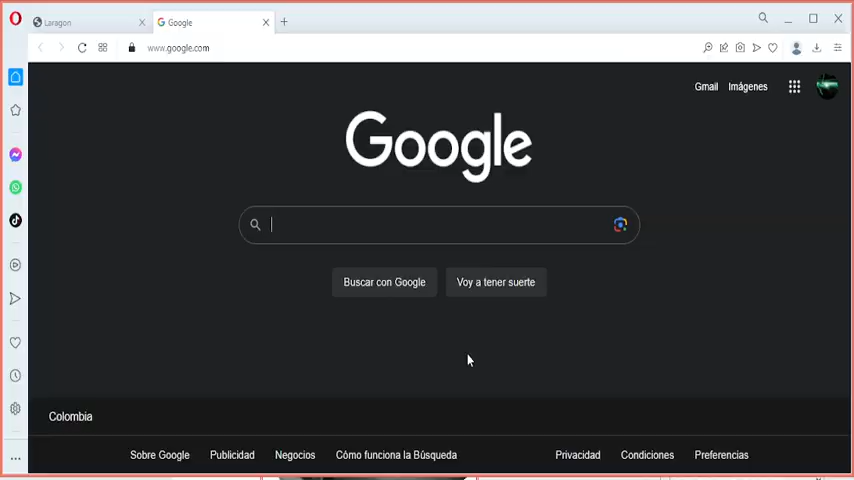 Laragon
Google
www.google.com
Gmail Imágenes
Google
Buscar con Google Voy a tener suerte
Colombia
Sobre Google Publicidad Negocios Cómo funciona la Búsqueda Privacidad Condiciones Preferencias